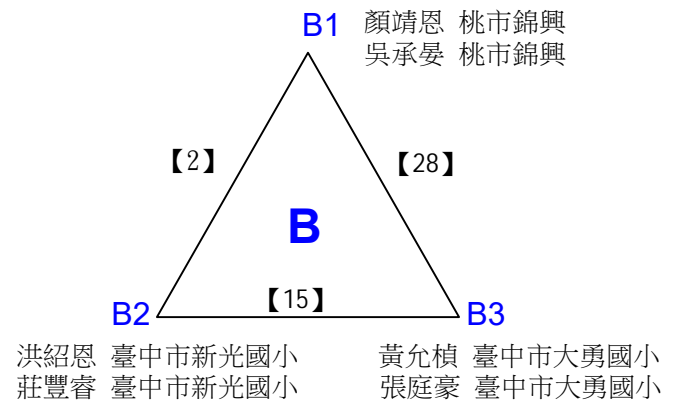 B1 顏靖恩 桃市錦興
吳承晏 桃市錦興
【2】 【28】
B
【15】
B2 B3
洪紹恩 臺中市新光國小 黃允楨 臺中市大勇國小
莊豐睿 臺中市新光國小 張庭豪 臺中市大勇國小